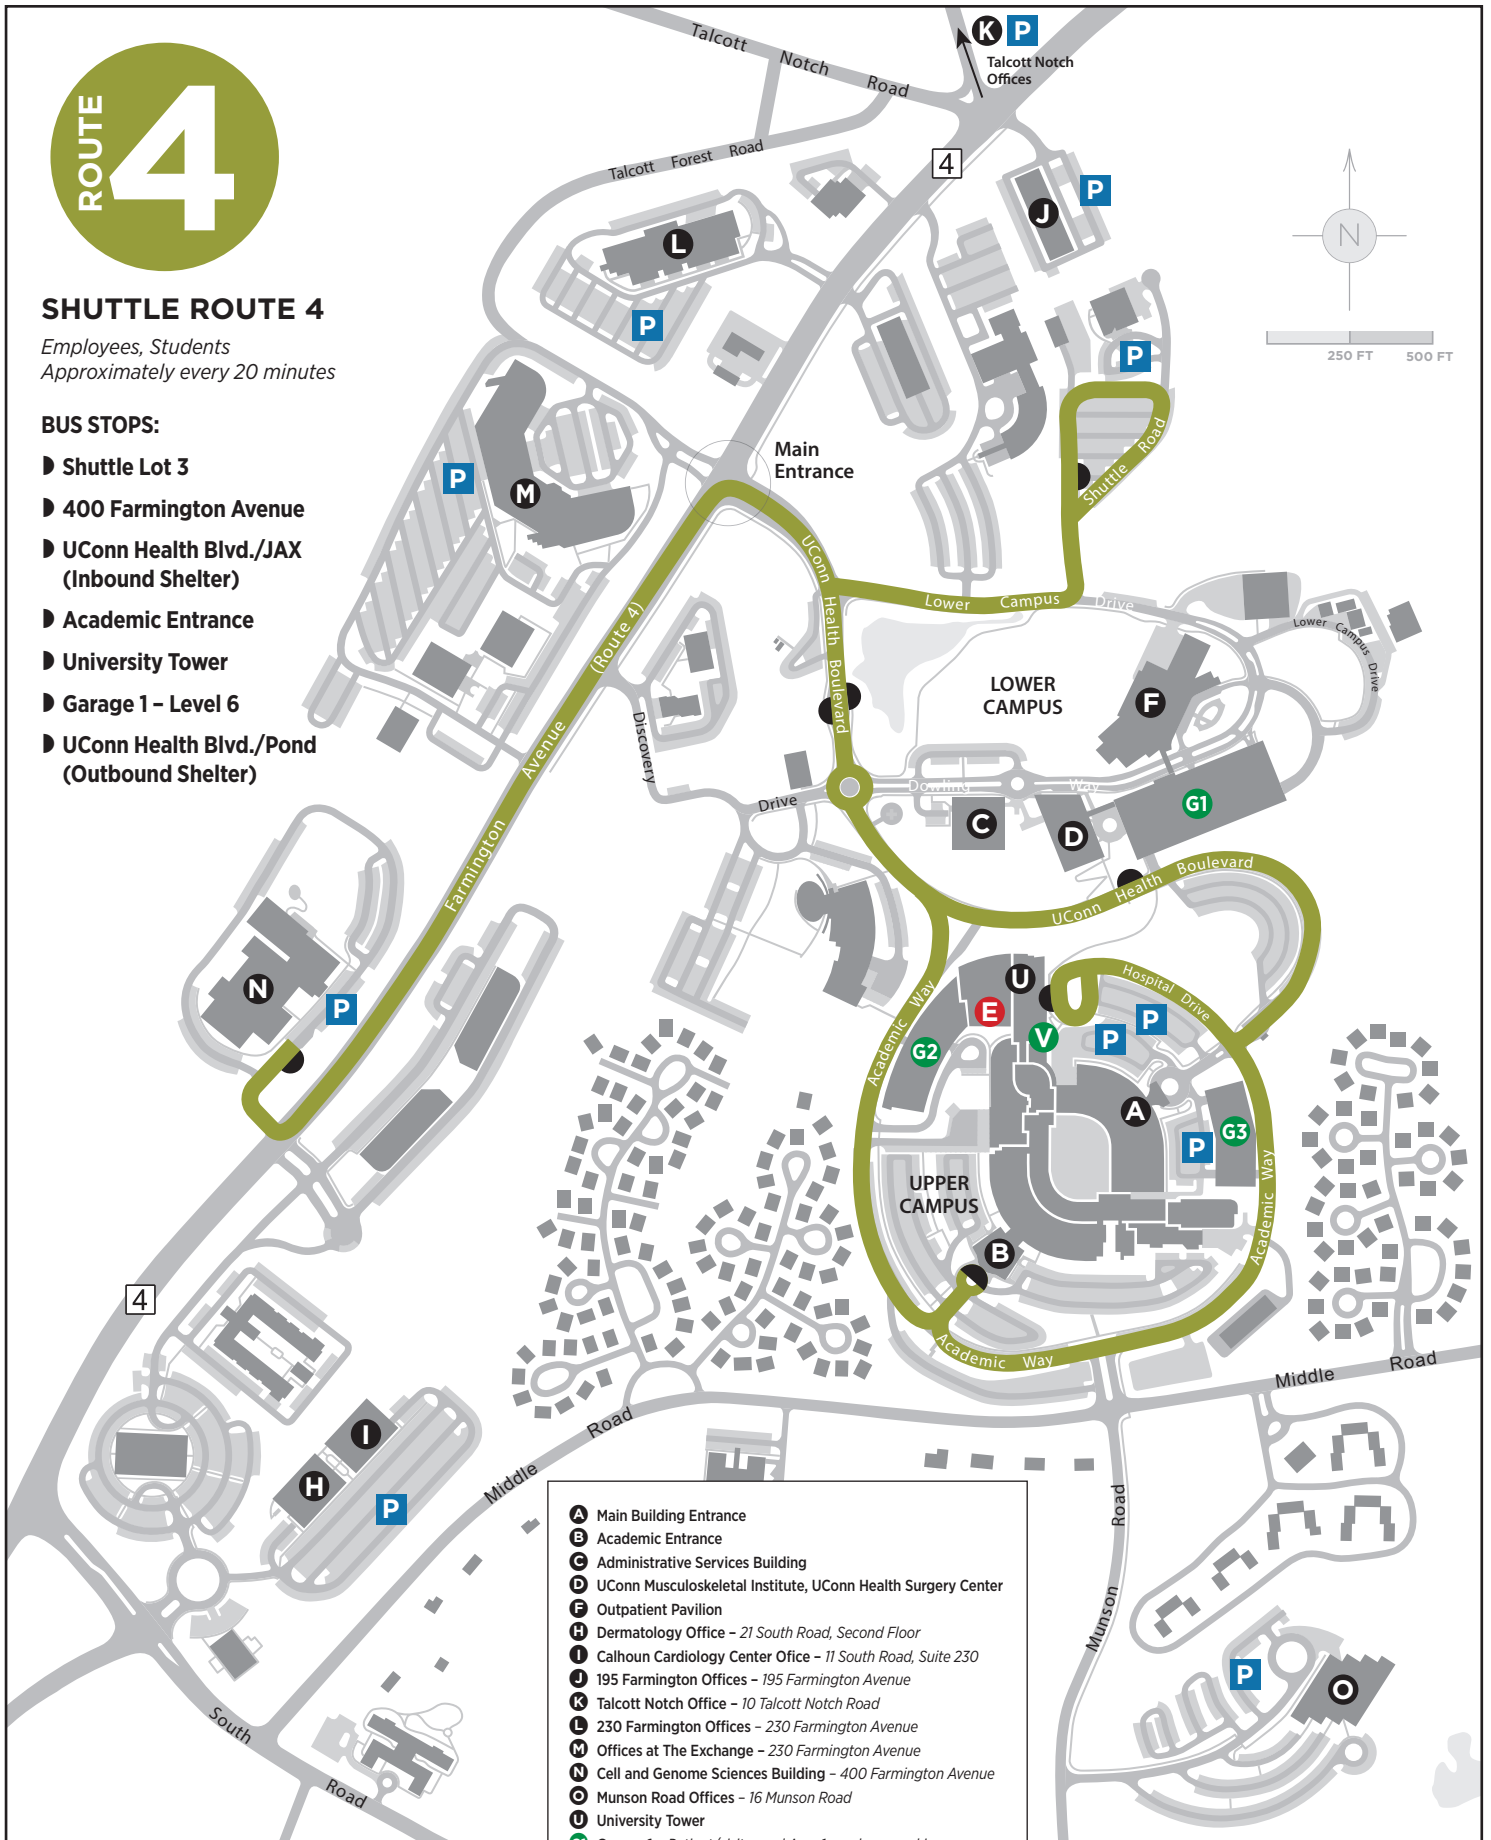 ROUTE
4
SHUTTLE ROUTE 4
Employees, Students
Approximately every 20 minutes
BUS STOPS:
Shuttle Lot 3
400 Farmington Avenue
UConn Health Blvd./JAX
(Inbound Shelter)
Academic Entrance
University Tower
Garage 1 – Level 6
UConn Health Blvd./Pond
(Outbound Shelter)
Talcott Notch Road
K P
Talcott Notch
Offices
4
Talcott Forest Road
J
P
L
P
N
250 FT 500 FT
P
Main
Entrance
P
M
Shuttle Road
UConn Health Boulevard
Lower Campus Drive
Lower Campus Drive
Farmington Avenue (Route 4)
LOWER
CAMPUS
F
Discovery Drive
Dowling Way
G1
C
D
UConn Health Boulevard
N
P
U
E
V
Hospital Drive
P
P
Academic Way
G2
A
G3
P
UPPER
CAMPUS
B
Academic Way
Academic Way
4
Middle Road
I
H
P
Middle Road
Munson Road
P
O
South Road
A Main Building Entrance
B Academic Entrance
C Administrative Services Building
D UConn Musculoskeletal Institute, UConn Health Surgery Center
F Outpatient Pavilion
H Dermatology Office – 21 South Road, Second Floor
I Calhoun Cardiology Center Ofice – 11 South Road, Suite 230
J 195 Farmington Offices – 195 Farmington Avenue
K Talcott Notch Office – 10 Talcott Notch Road
L 230 Farmington Offices – 230 Farmington Avenue
M Offices at The Exchange – 230 Farmington Avenue
N Cell and Genome Sciences Building – 400 Farmington Avenue
O Munson Road Offices – 16 Munson Road
U University Tower